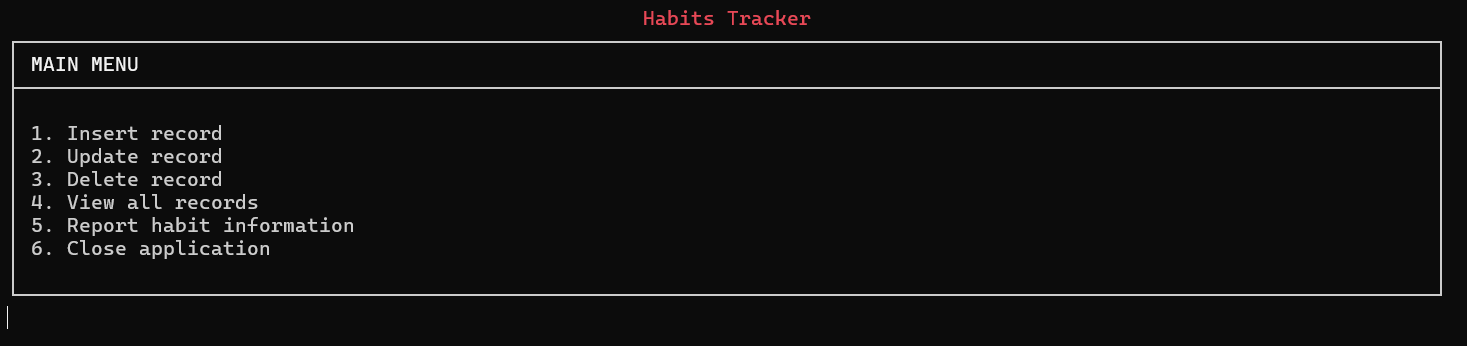 Habits Tracker
MAIN MENU
1. Insert record
2. Update record
3. Delete record
4. View all records
5. Report habit information
6. Close application